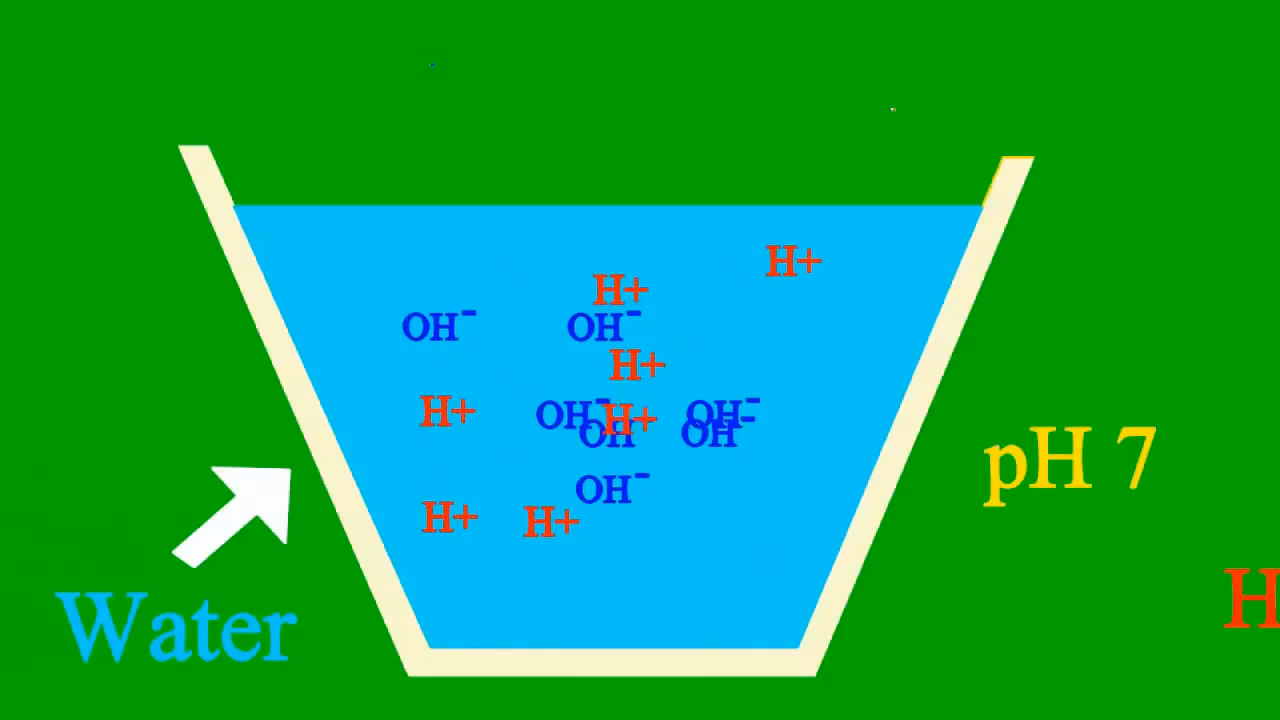 H+
H+
OH⁻ OH⁻
H+
H+ OH⁻ H+ OH⁻
OH OH⁻
pH 7
OH⁻
H+ H+
H
Water